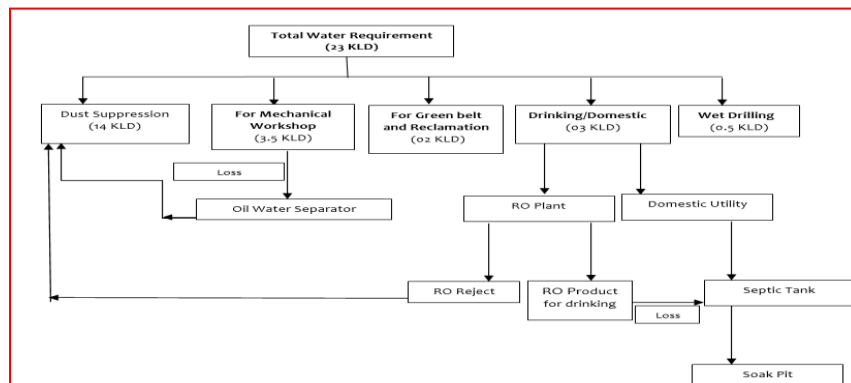 Total Water Requirement
(23 KLD)
Dust Suppression
(14 KLD)
For Mechanical
Workshop
(3.5 KLD)
For Green belt
and Reclamation
(02 KLD)
Drinking/Domestic
(03 KLD)
Wet Drilling
(0.5 KLD)
Loss
Oil Water Separator
RO Plant
Domestic Utility
RO Reject
RO Product
for drinking
Loss
Septic Tank
Soak Pit